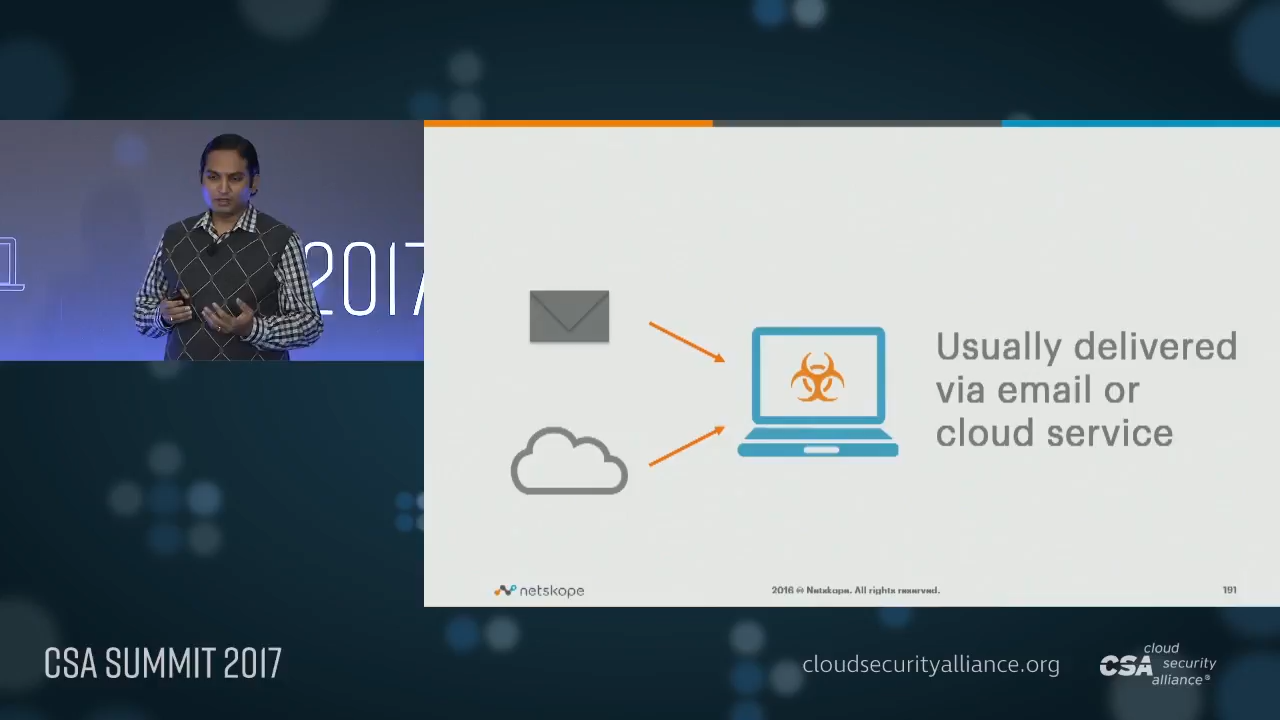 2017
Usually delivered
via email or
cloud service
netskope
2016 © Netskope. All rights reserved.
191
CSA SUMMIT 2017
cloudsecurityalliance.org
CSA cloud
security
alliance®